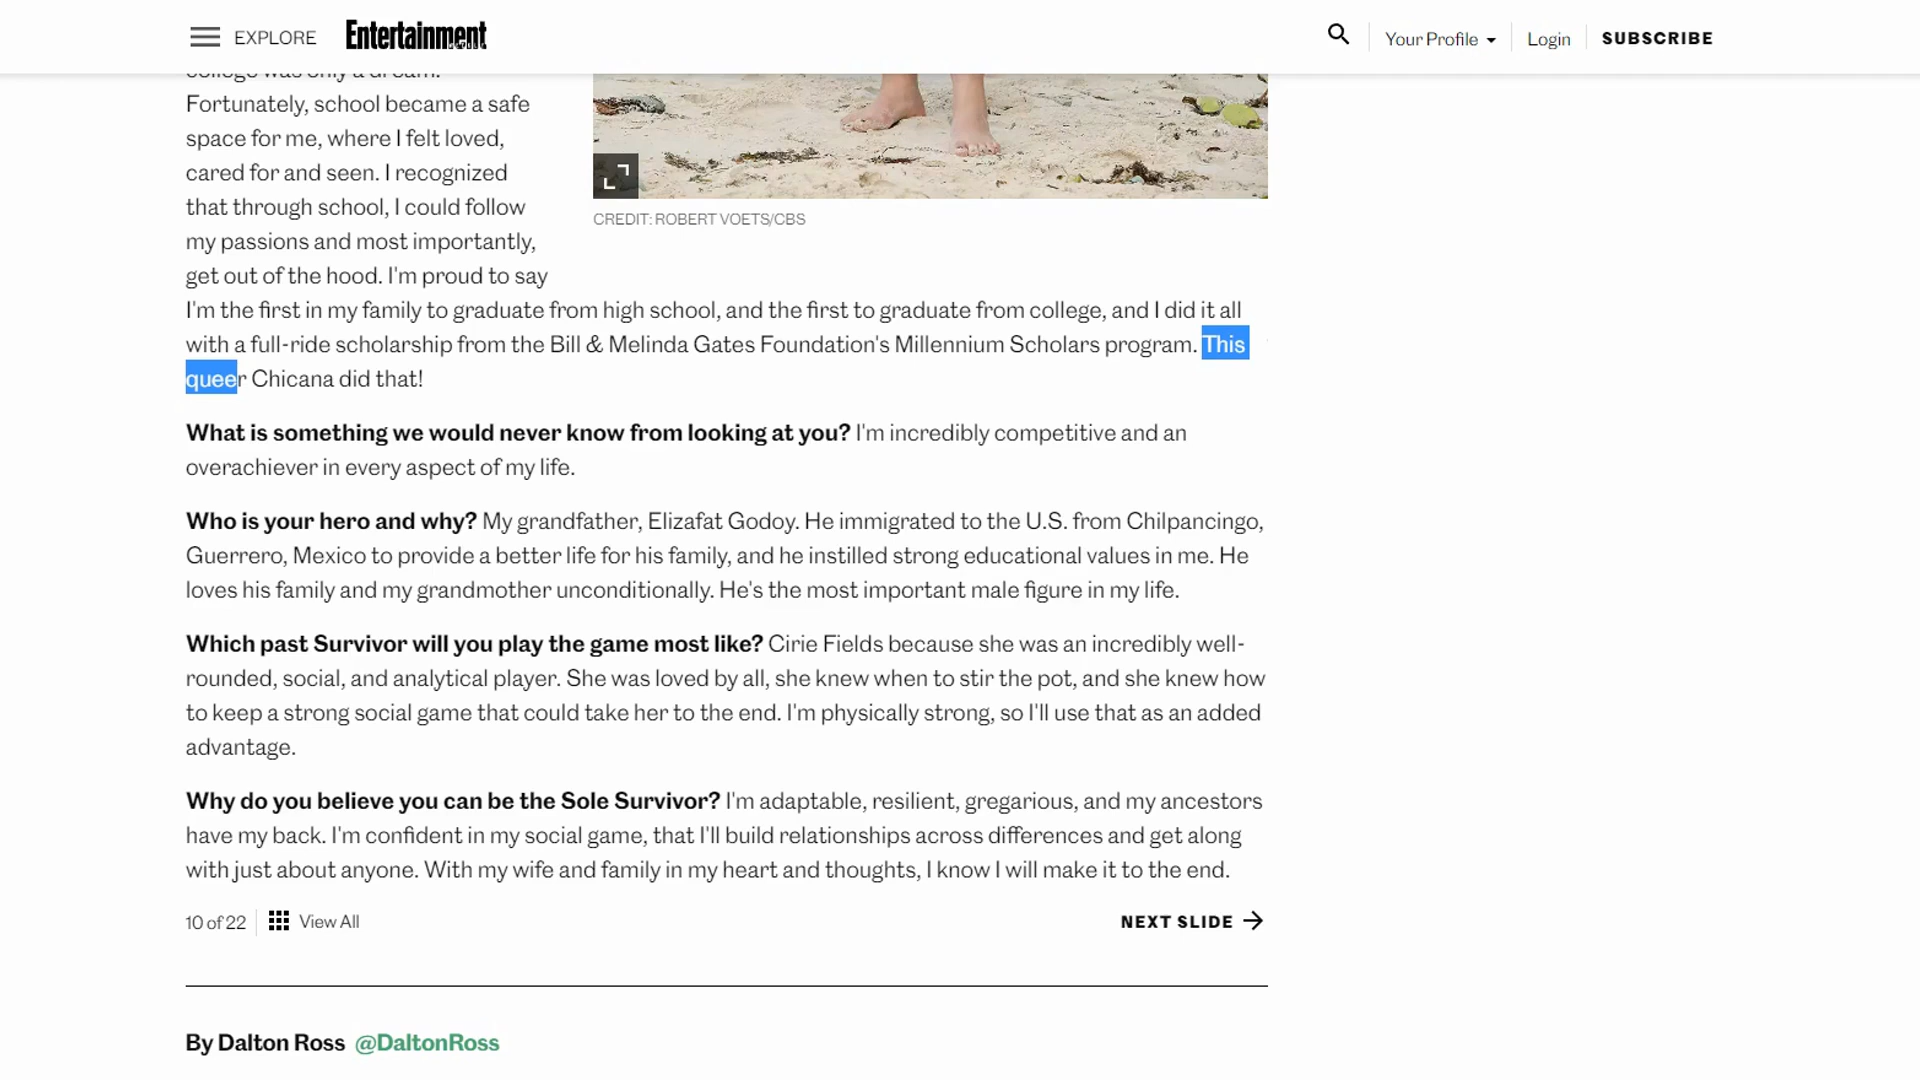 EXPLORE
Entertainment
Your Profile
Login
SUBSCRIBE
college was only a dream.
Fortunately, school became a safe
space for me, where I felt loved,
cared for and seen. I recognized
that through school, I could follow
my passions and most importantly,
get out of the hood. I'm proud to say
CREDIT: ROBERT VOETS/CBS
I'm the first in my family to graduate from high school, and the first to graduate from college, and I did it all
with a full-ride scholarship from the Bill & Melinda Gates Foundation's Millennium Scholars program. This
queer Chicana did that!
What is something we would never know from looking at you? I'm incredibly competitive and an
overachiever in every aspect of my life.
Who is your hero and why? My grandfather, Elizafat Godoy. He immigrated to the U.S. from Chilpancingo,
Guerrero, Mexico to provide a better life for his family, and he instilled strong educational values in me. He
loves his family and my grandmother unconditionally. He's the most important male figure in my life.
Which past Survivor will you play the game most like? Cirie Fields because she was an incredibly well-
rounded, social, and analytical player. She was loved by all, she knew when to stir the pot, and she knew how
to keep a strong social game that could take her to the end. I'm physically strong, so I'll use that as an added
advantage.
Why do you believe you can be the Sole Survivor? I'm adaptable, resilient, gregarious, and my ancestors
have my back. I'm confident in my social game, that I'll build relationships across differences and get along
with just about anyone. With my wife and family in my heart and thoughts, I know I will make it to the end.
10 of 22
View All
NEXT SLIDE
By Dalton Ross @DaltonRoss